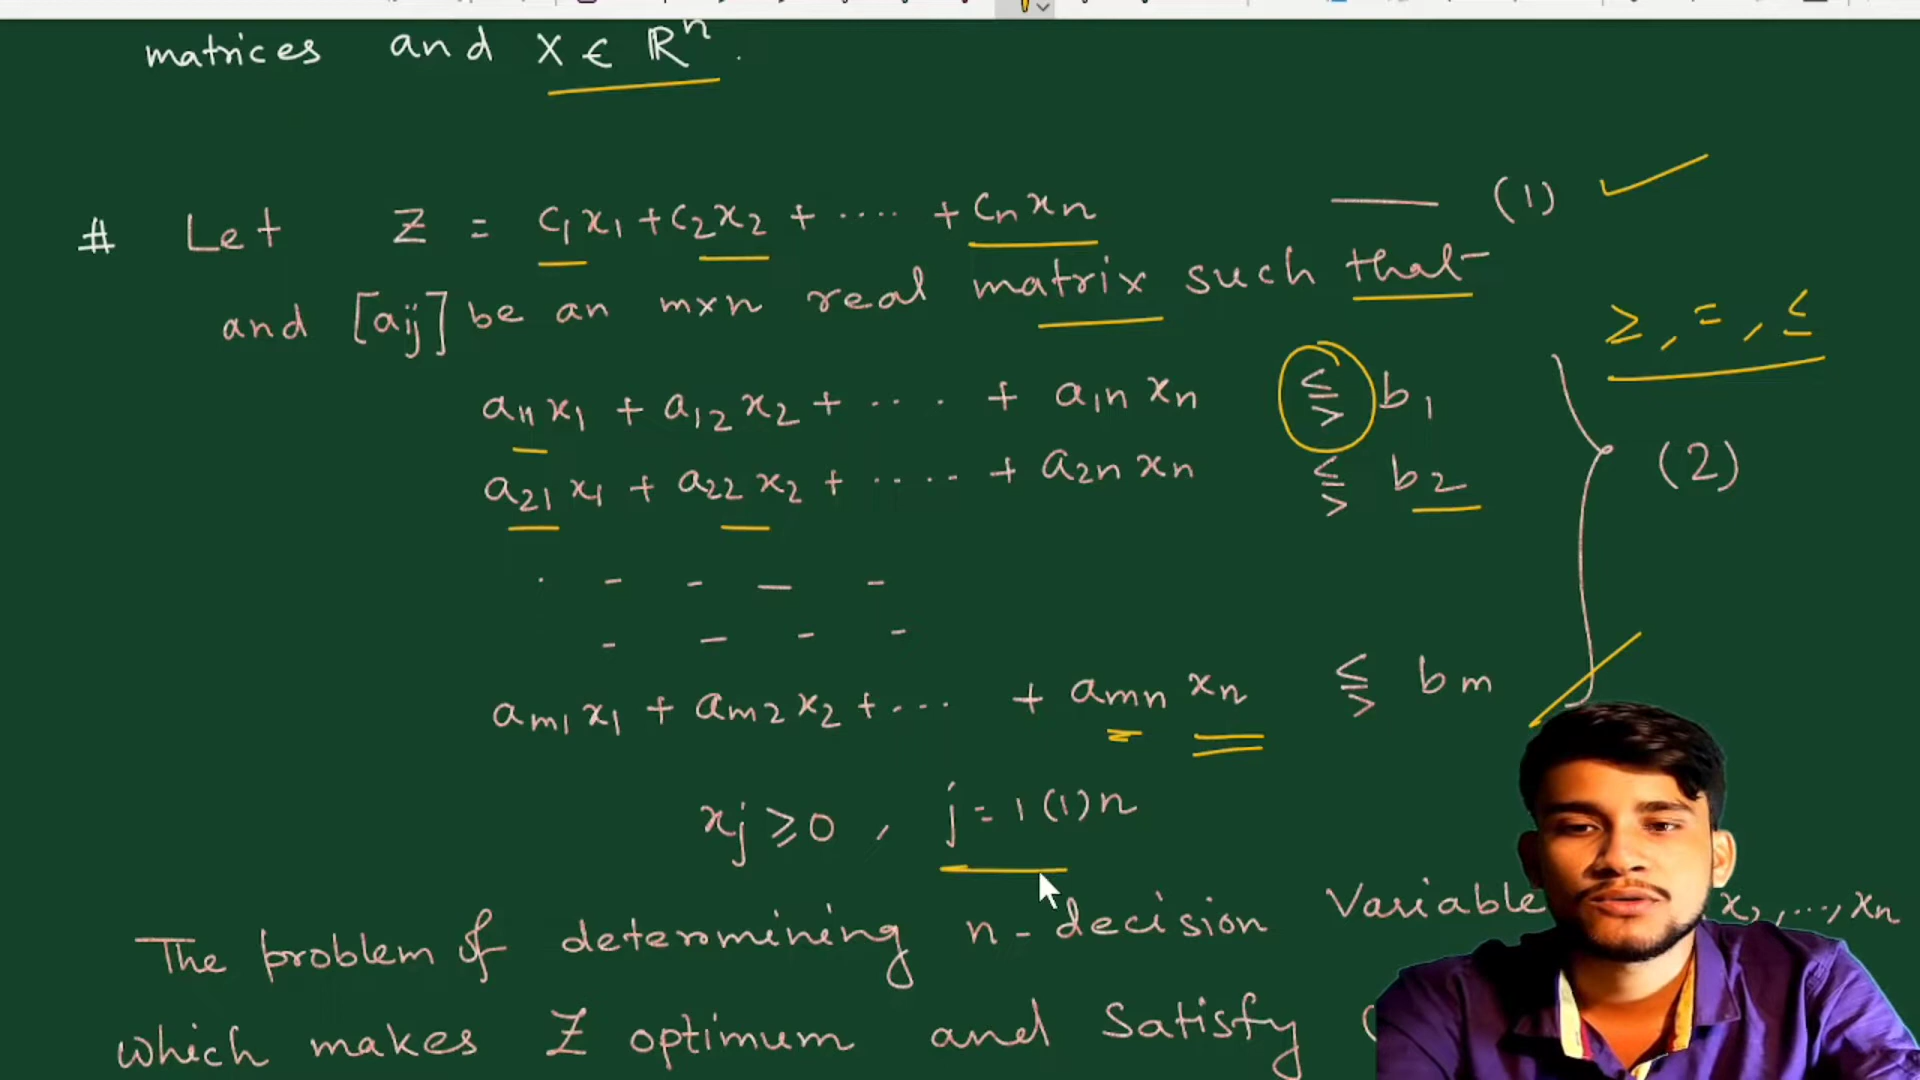 matrices and X ∈ ℝⁿ.
# Let Z = c₁x₁ + c₂x₂ + .... + cₙxₙ —— (1)
and [aᵢⱼ] be an m×n real matrix such that
≥, =, ≤
a₁₁x₁ + a₁₂x₂ + .... + a₁ₙxₙ ≤=> b₁
a₂₁x₁ + a₂₂x₂ + ..... + a₂ₙxₙ ≤=> b₂ (2)
. - - - -
- - - -
aₘ₁x₁ + aₘ₂x₂ + ... + aₘₙxₙ ≤=> bₘ
xⱼ ≥ 0, j = 1(1)n
The problem of determining n-decision Variable ,...,xₙ
which makes Z optimum and satisfy (